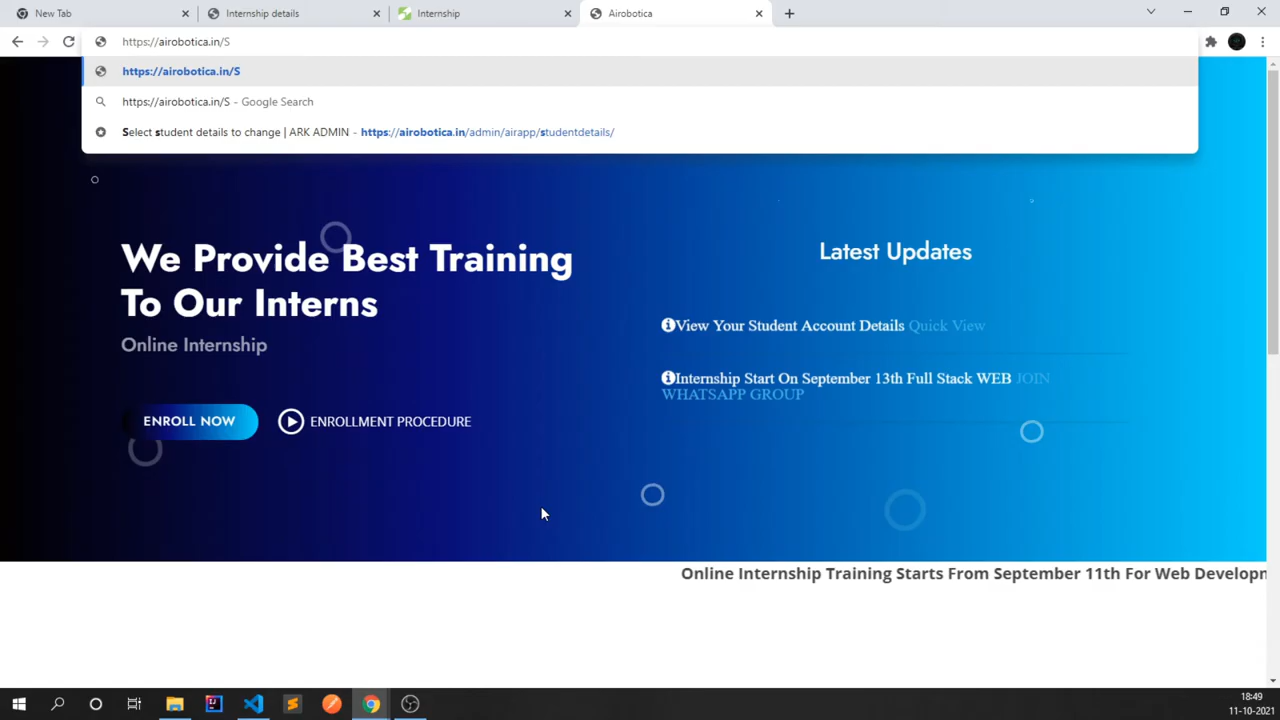 New Tab
Internship details
Internship
Airobotica
https://airobotica.in/S
https://airobotica.in/S
https://airobotica.in/S - Google Search
Select student details to change | ARK ADMIN - https://airobotica.in/admin/airapp/studentdetails/
We Provide Best Training
To Our Interns
Online Internship
ENROLL NOW
ENROLLMENT PROCEDURE
Latest Updates
View Your Student Account Details Quick View
Internship Start On September 13th Full Stack WEB JOIN
WHATSAPP GROUP
Online Internship Training Starts From September 11th For Web Developm
18:49
11-10-2021